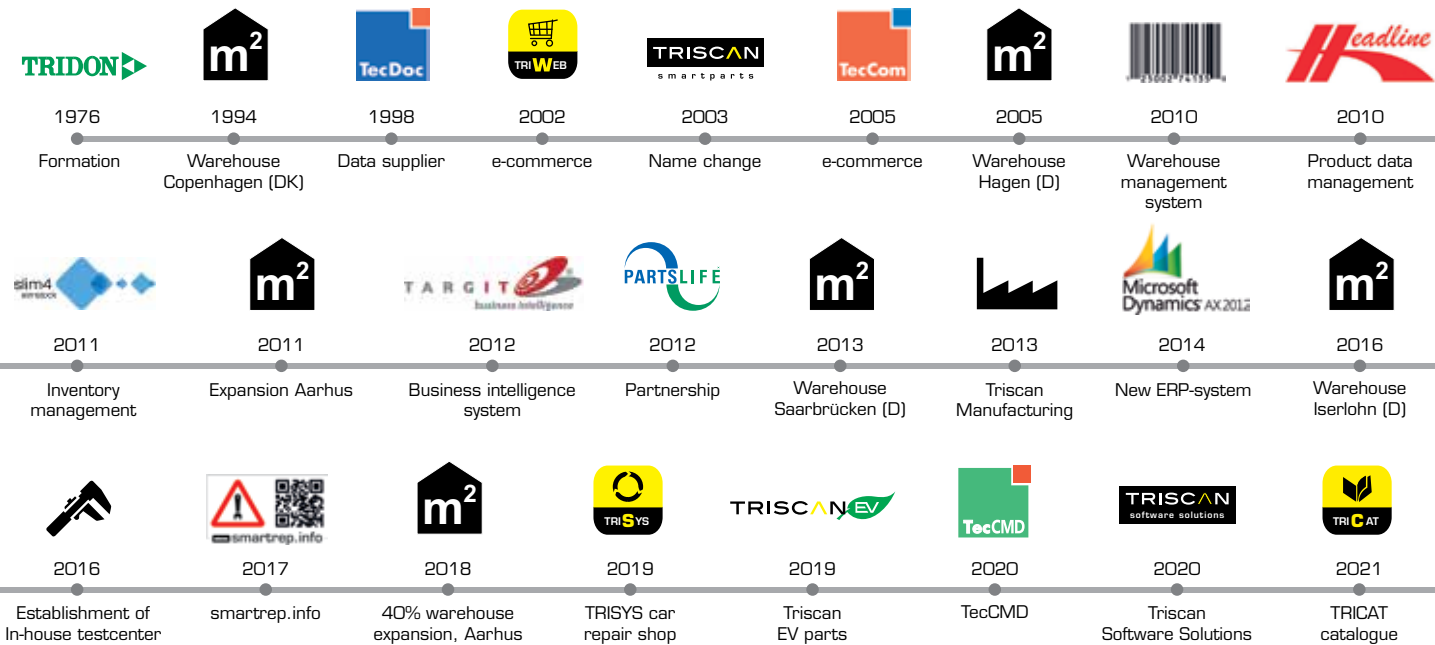 TRIDON
m²
TecDoc
TRIWEB
TRISCAN
smartparts
TecCom
m²
Headline
1976
1994
1998
2002
2003
2005
2005
2010
2010
Formation
Warehouse
Copenhagen (DK)
Data supplier
e-commerce
Name change
e-commerce
Warehouse
Hagen (D)
Warehouse
management
system
Product data
management
slim4
m²
TARGIT
business intelligence
PARTSLIFE
m²
Microsoft
Dynamics AX 2012
m²
2011
2011
2012
2012
2013
2013
2014
2016
Inventory
management
Expansion Aarhus
Business intelligence
system
Partnership
Warehouse
Saarbrücken (D)
Triscan
Manufacturing
New ERP-system
Warehouse
Iserlohn (D)
smartrep.info
m²
TRISYS
TRISCAN EV
TecCMD
TRISCAN
software solutions
TRICAT
2016
2017
2018
2019
2019
2020
2020
2021
Establishment of
In-house testcenter
smartrep.info
40% warehouse
expansion, Aarhus
TRISYS car
repair shop
Triscan
EV parts
TecCMD
Triscan
Software Solutions
TRICAT
catalogue